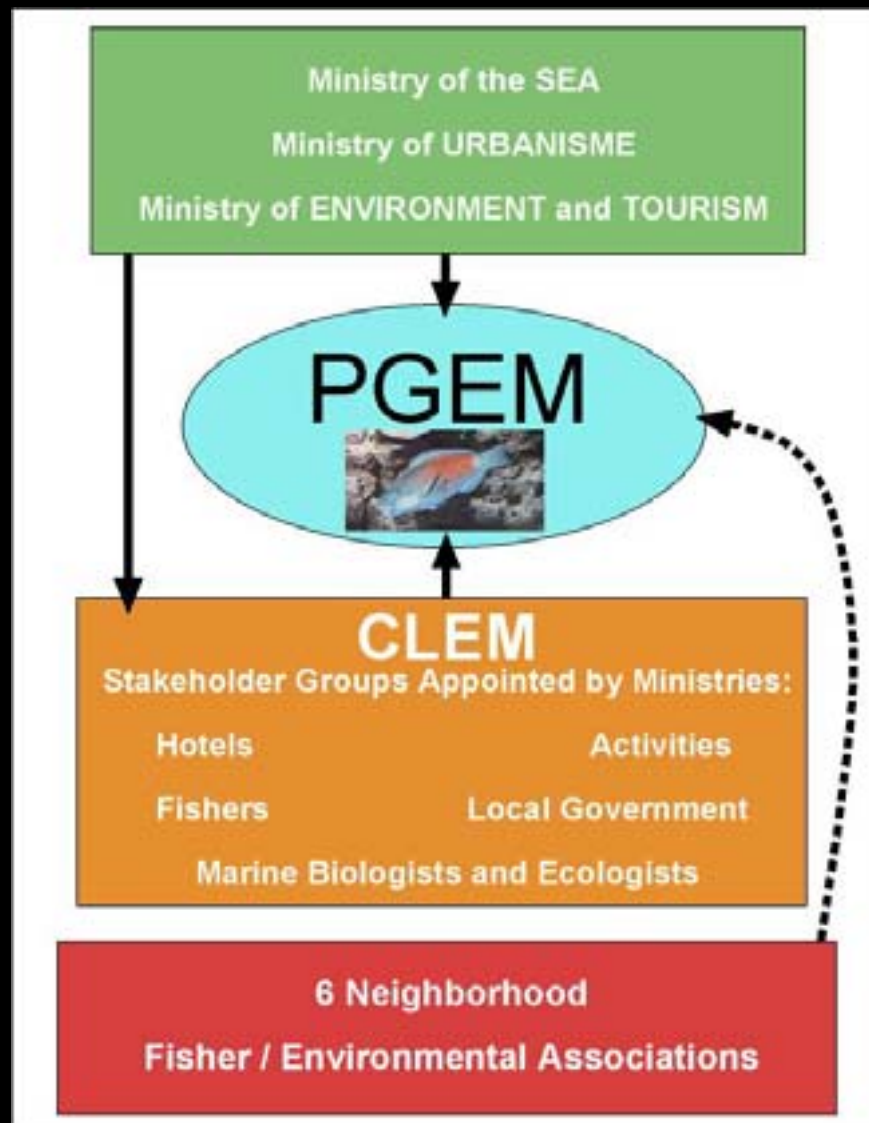 Ministry of the SEA
Ministry of URBANISME
Ministry of ENVIRONMENT and TOURISM
PGEM
CLEM
Stakeholder Groups Appointed by Ministries:
Hotels Activities
Fishers Local Government
Marine Biologists and Ecologists
6 Neighborhood
Fisher / Environmental Associations